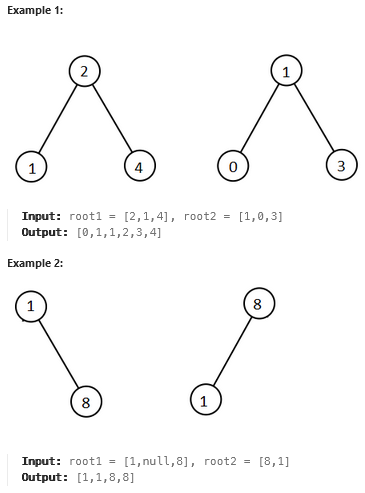 Example 1:
2 1
1 4 0 3
Input: root1 = [2,1,4], root2 = [1,0,3]
Output: [0,1,1,2,3,4]
Example 2:
1 8
8 1
Input: root1 = [1,null,8], root2 = [8,1]
Output: [1,1,8,8]